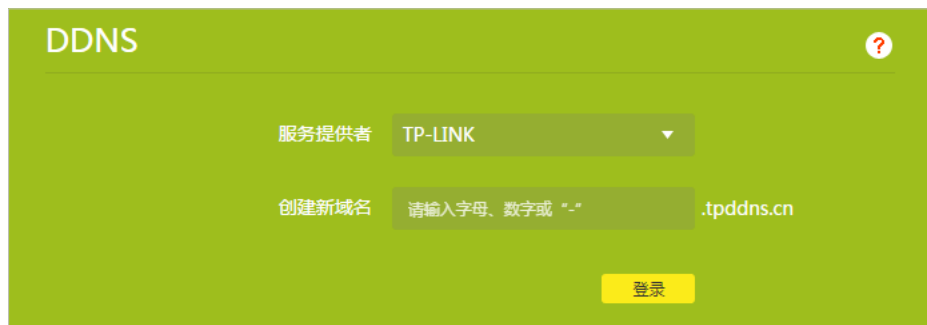 DDNS
?
服务提供者 TP-LINK
创建新域名 请输入字母、数字或 “-” .tpddns.cn
登录